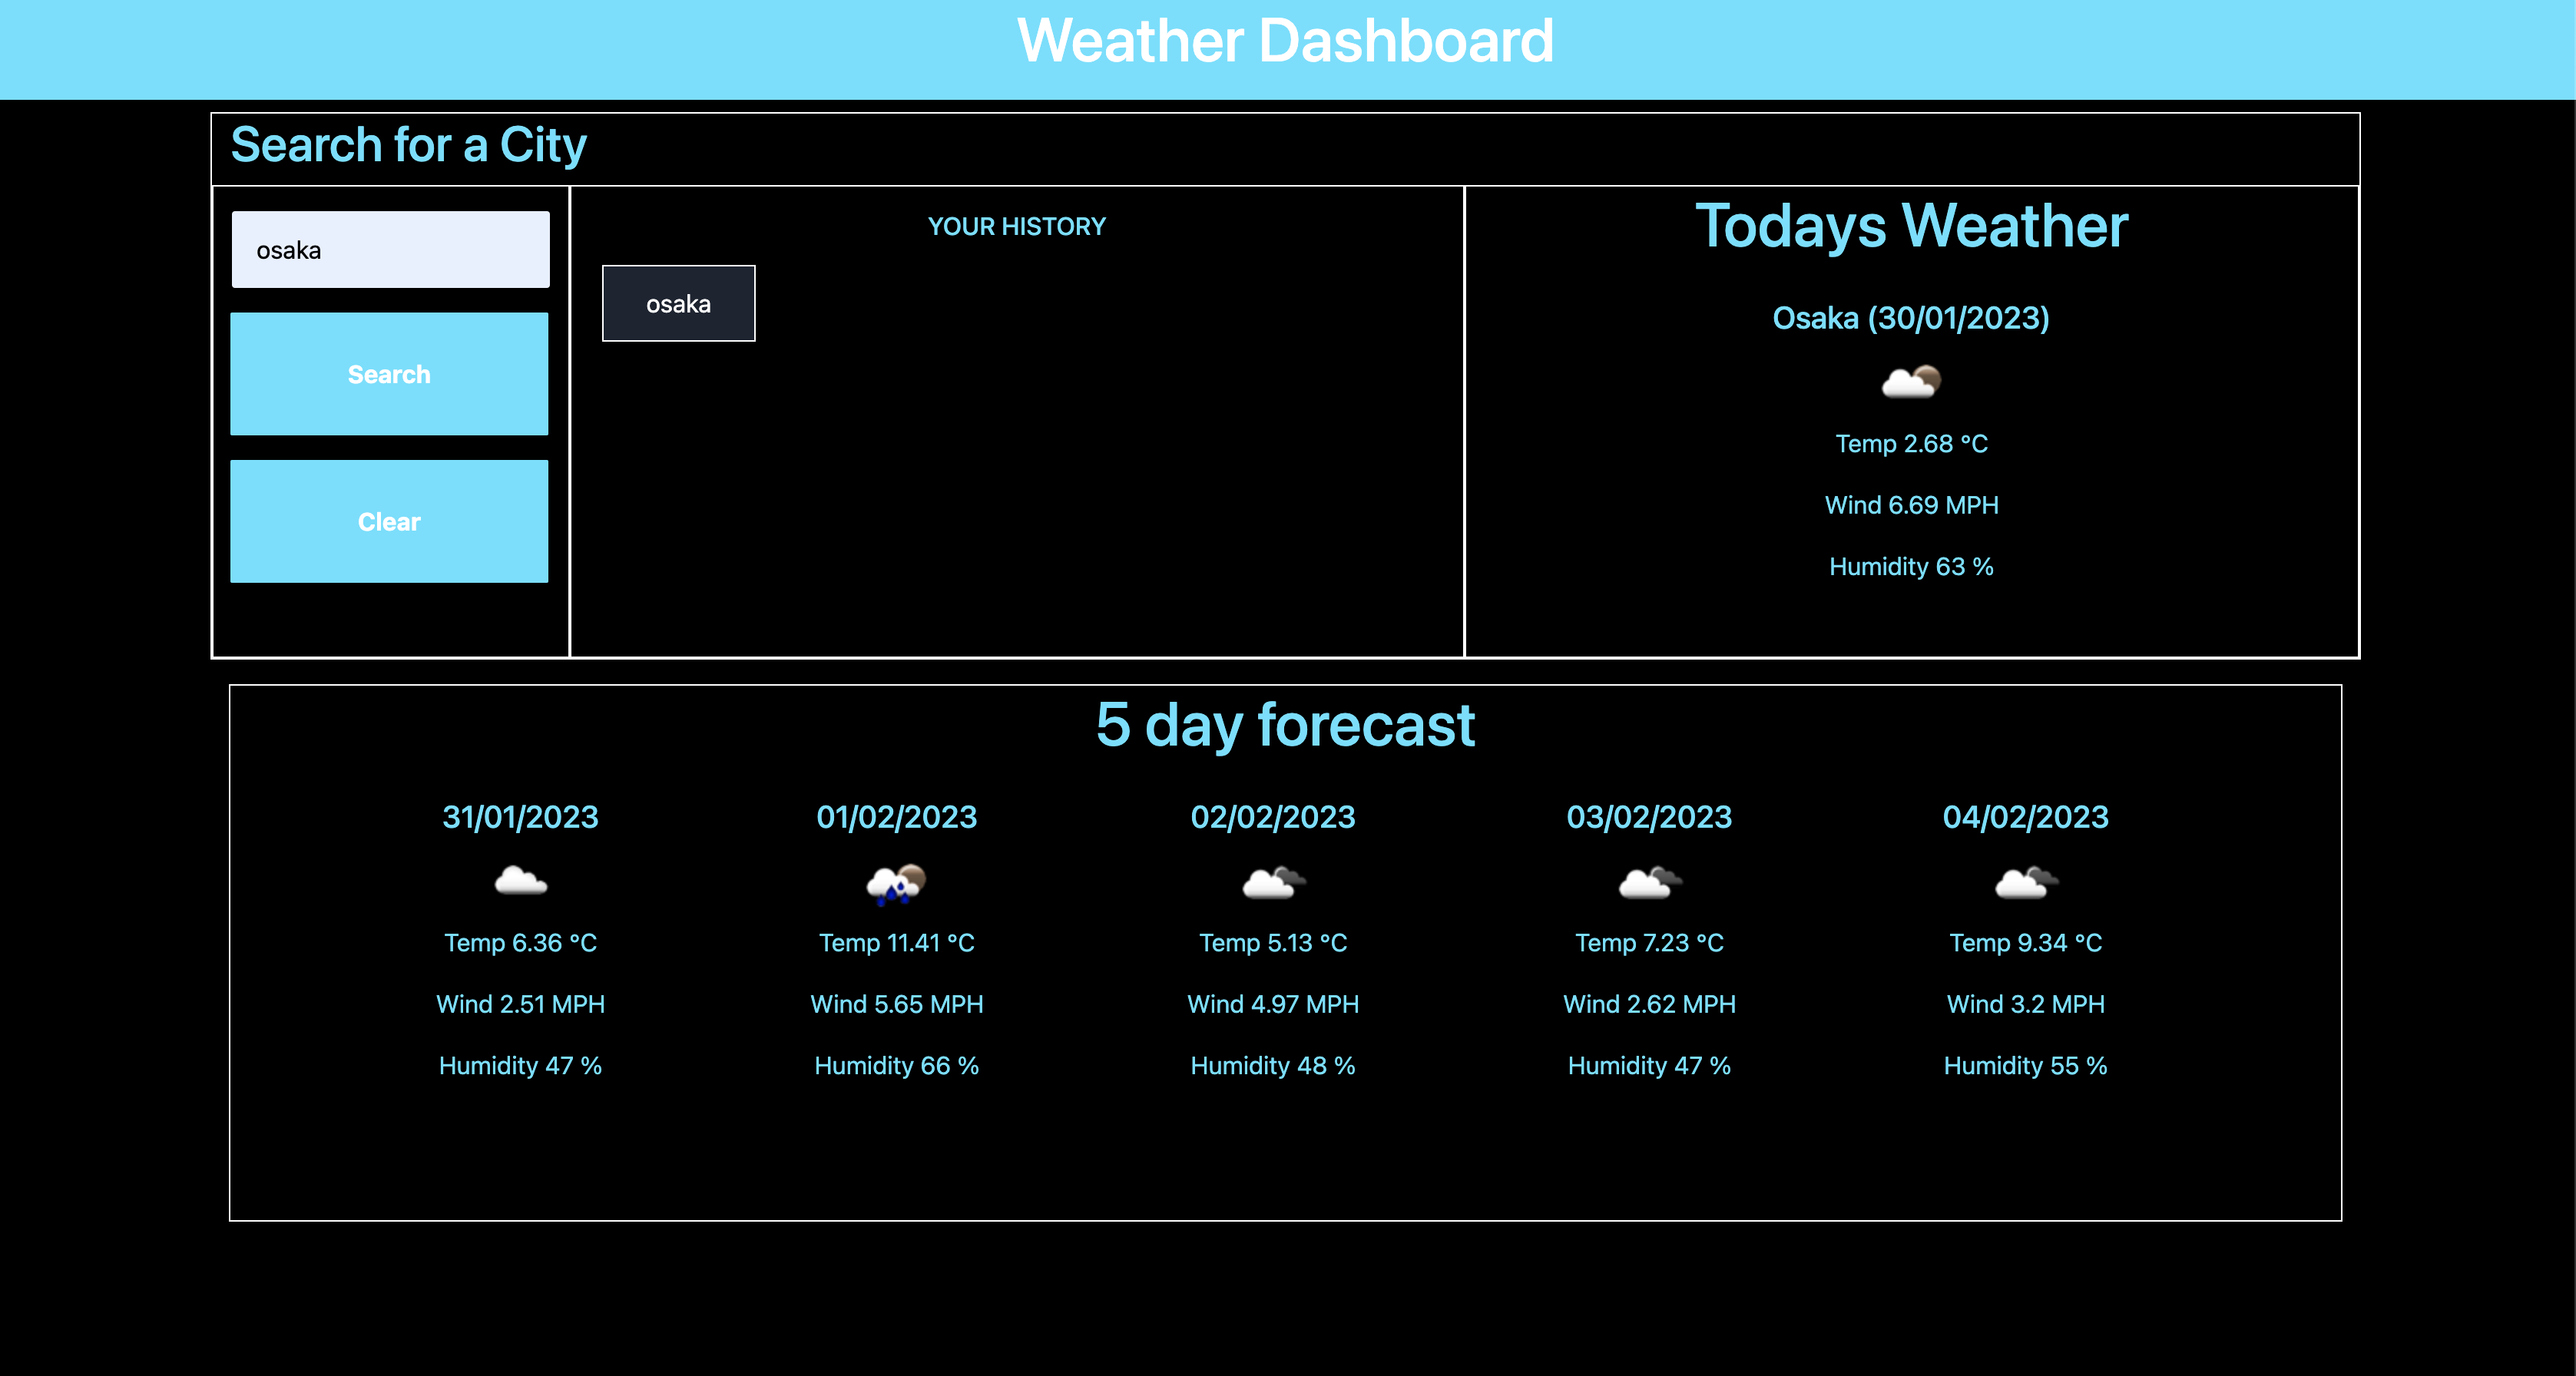 Weather Dashboard
Search for a City
osaka
Search
Clear
YOUR HISTORY
osaka
Todays Weather
Osaka (30/01/2023)
Temp 2.68 °C
Wind 6.69 MPH
Humidity 63 %
5 day forecast
31/01/2023
Temp 6.36 °C
Wind 2.51 MPH
Humidity 47 %
01/02/2023
Temp 11.41 °C
Wind 5.65 MPH
Humidity 66 %
02/02/2023
Temp 5.13 °C
Wind 4.97 MPH
Humidity 48 %
03/02/2023
Temp 7.23 °C
Wind 2.62 MPH
Humidity 47 %
04/02/2023
Temp 9.34 °C
Wind 3.2 MPH
Humidity 55 %